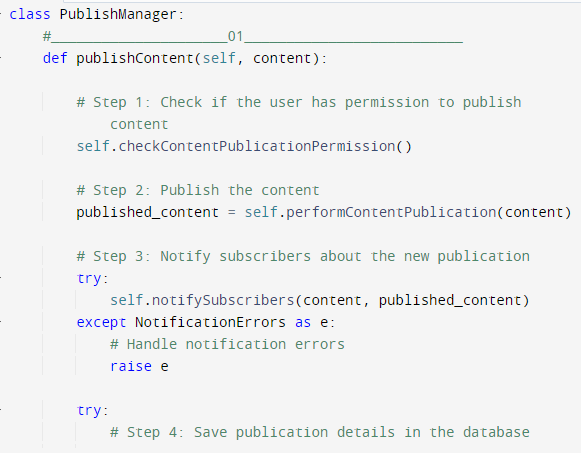 class PublishManager:
#_____________________01__________________________
def publishContent(self, content):
# Step 1: Check if the user has permission to publish
content
self.checkContentPublicationPermission()
# Step 2: Publish the content
published_content = self.performContentPublication(content)
# Step 3: Notify subscribers about the new publication
try:
self.notifySubscribers(content, published_content)
except NotificationErrors as e:
# Handle notification errors
raise e
try:
# Step 4: Save publication details in the database